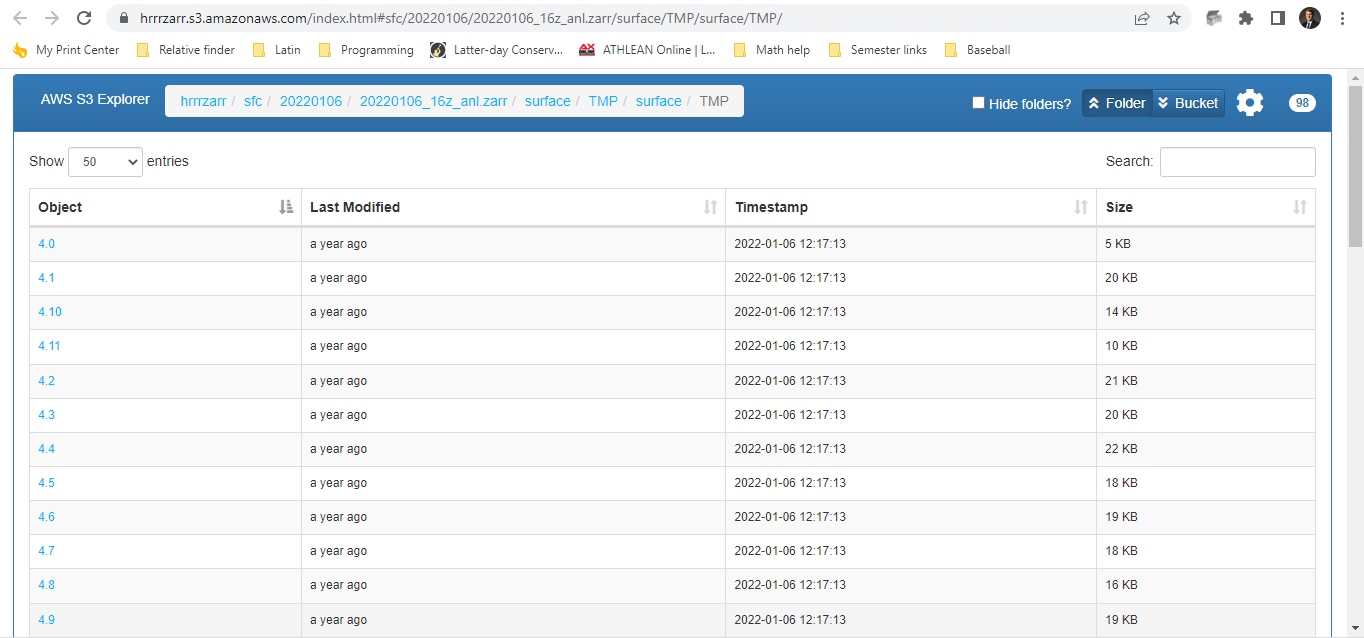 hrrrzarr.s3.amazonaws.com/index.html#sfc/20220106/20220106_16z_anl.zarr/surface/TMP/surface/TMP/
My Print Center Relative finder Latin Programming Latter-day Conserv... ATHLEAN Online | L... Math help Semester links Baseball
AWS S3 Explorer hrrrzarr / sfc / 20220106 / 20220106_16z_anl.zarr / surface / TMP / surface / TMP Hide folders? Folder Bucket 98
Show 50 entries Search:
Object Last Modified Timestamp Size
4.0 a year ago 2022-01-06 12:17:13 5 KB
4.1 a year ago 2022-01-06 12:17:13 20 KB
4.10 a year ago 2022-01-06 12:17:13 14 KB
4.11 a year ago 2022-01-06 12:17:13 10 KB
4.2 a year ago 2022-01-06 12:17:13 21 KB
4.3 a year ago 2022-01-06 12:17:13 20 KB
4.4 a year ago 2022-01-06 12:17:13 22 KB
4.5 a year ago 2022-01-06 12:17:13 18 KB
4.6 a year ago 2022-01-06 12:17:13 19 KB
4.7 a year ago 2022-01-06 12:17:13 18 KB
4.8 a year ago 2022-01-06 12:17:13 16 KB
4.9 a year ago 2022-01-06 12:17:13 19 KB